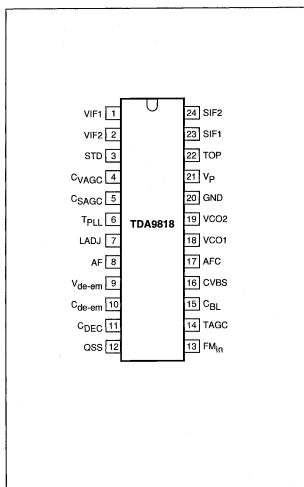 VIF1 1
VIF2 2
STD 3
CVAGC 4
CSAGC 5
TPLL 6
LADJ 7
AF 8
Vde-em 9
Cde-em 10
CDEC 11
QSS 12
TDA9818
24 SIF2
23 SIF1
22 TOP
21 VP
20 GND
19 VCO2
18 VCO1
17 AFC
16 CVBS
15 CBL
14 TAGC
13 FMin